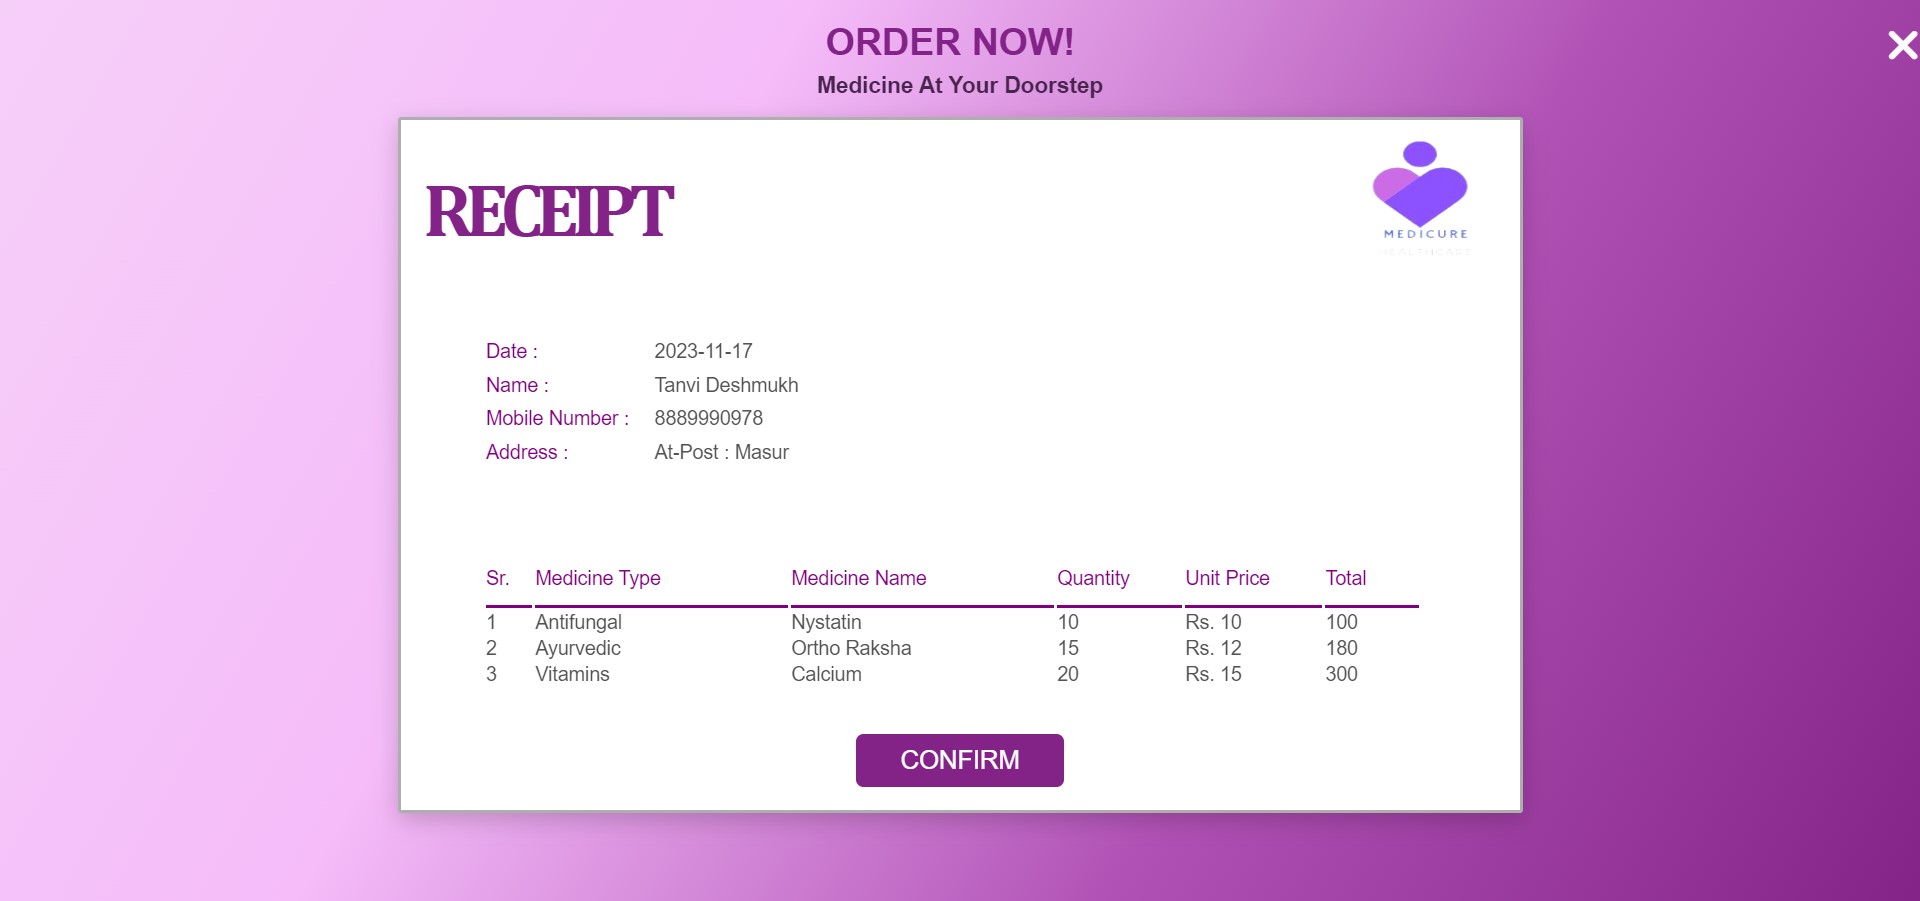 ORDER NOW!
Medicine At Your Doorstep
RECEIPT
MEDICURE
HEALTHCARE
Date : 2023-11-17
Name : Tanvi Deshmukh
Mobile Number : 8889990978
Address : At-Post : Masur
Sr. Medicine Type Medicine Name Quantity Unit Price Total
1 Antifungal Nystatin 10 Rs. 10 100
2 Ayurvedic Ortho Raksha 15 Rs. 12 180
3 Vitamins Calcium 20 Rs. 15 300
CONFIRM